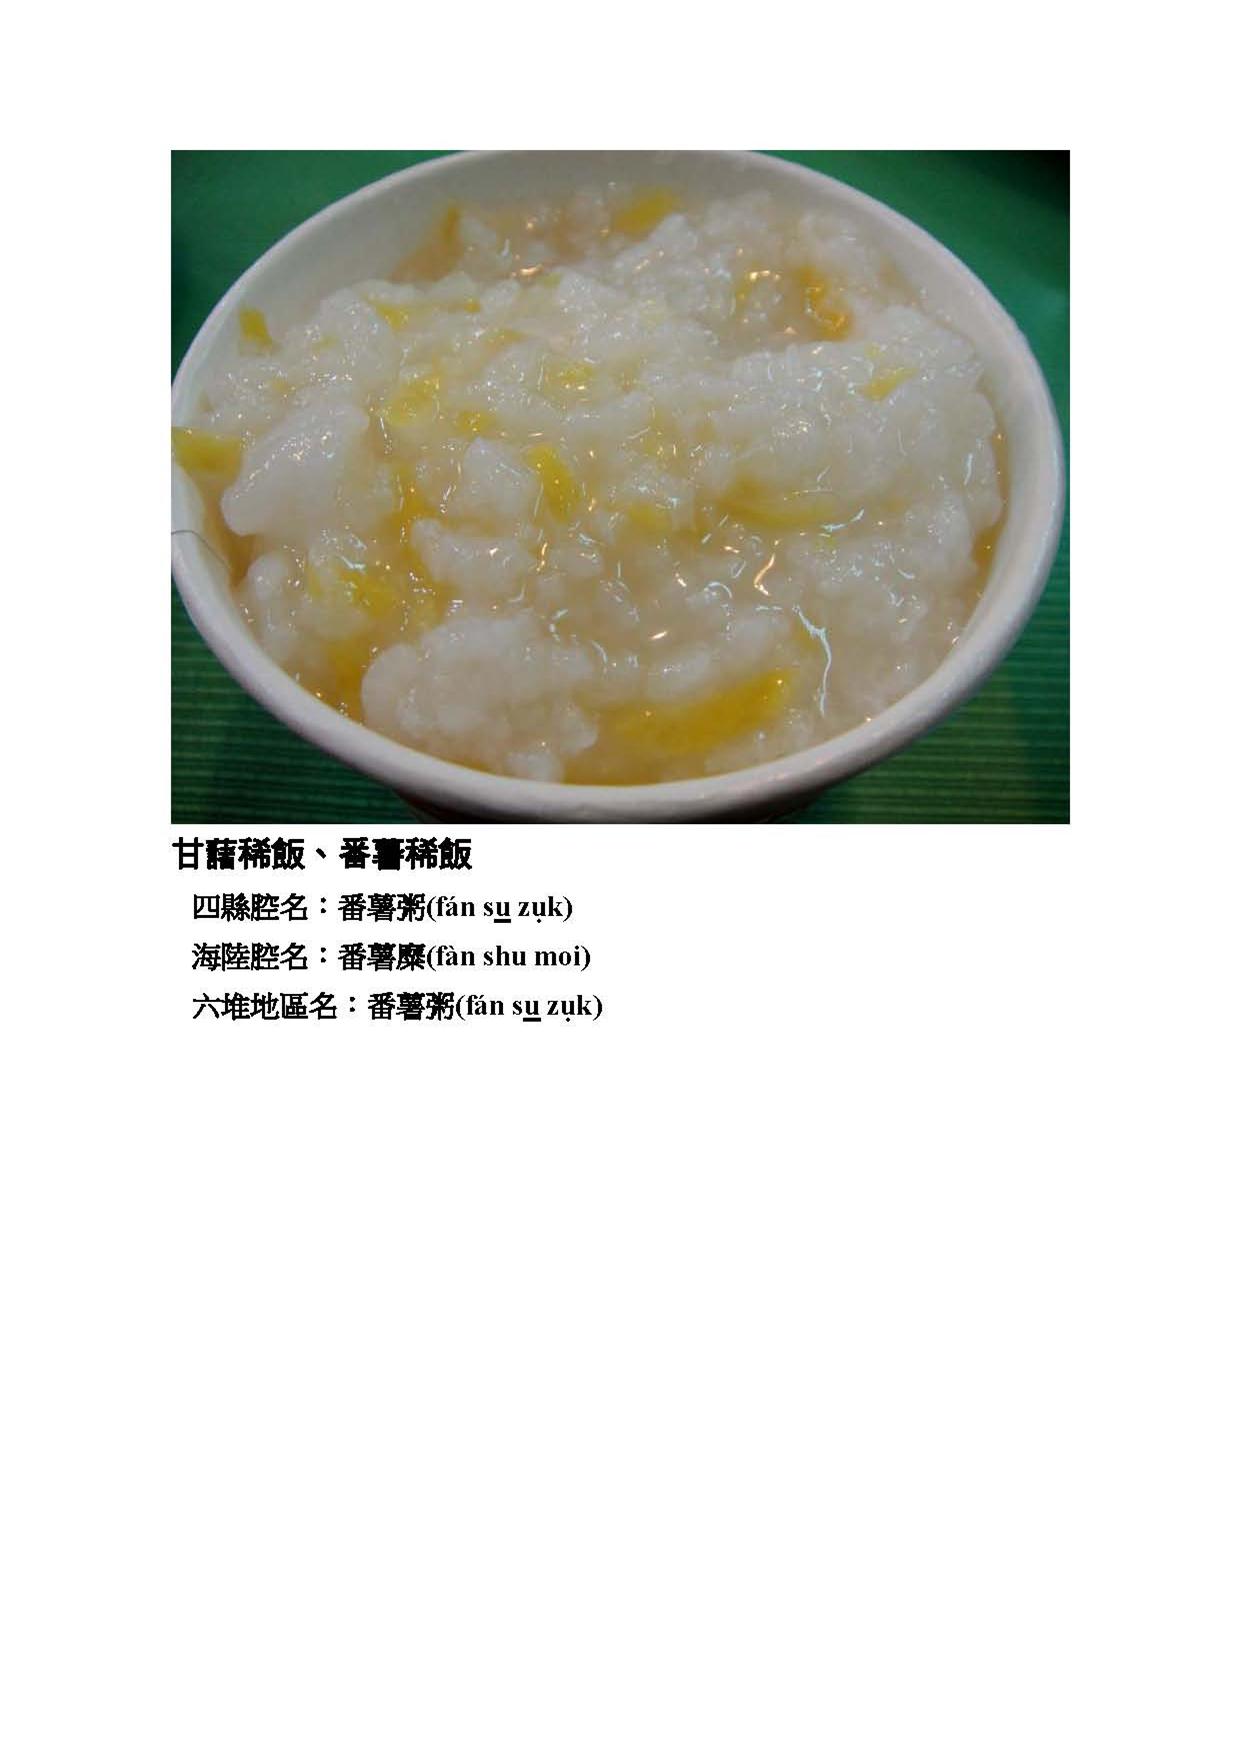 甘藷稀飯、番薯稀飯
四縣腔名：番薯粥(fán su̲ zụk)
海陸腔名：番薯糜(fàn shu moi)
六堆地區名：番薯粥(fán su̲ zụk)